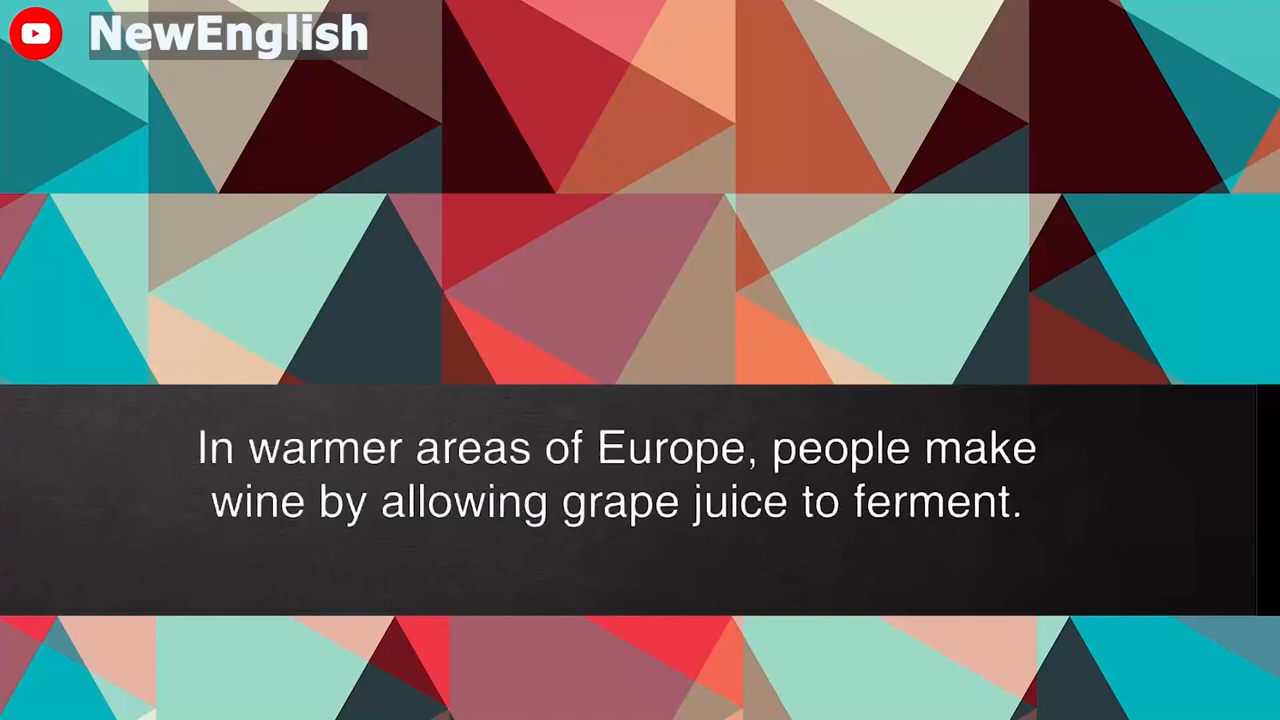 NewEnglish
In warmer areas of Europe, people make
wine by allowing grape juice to ferment.